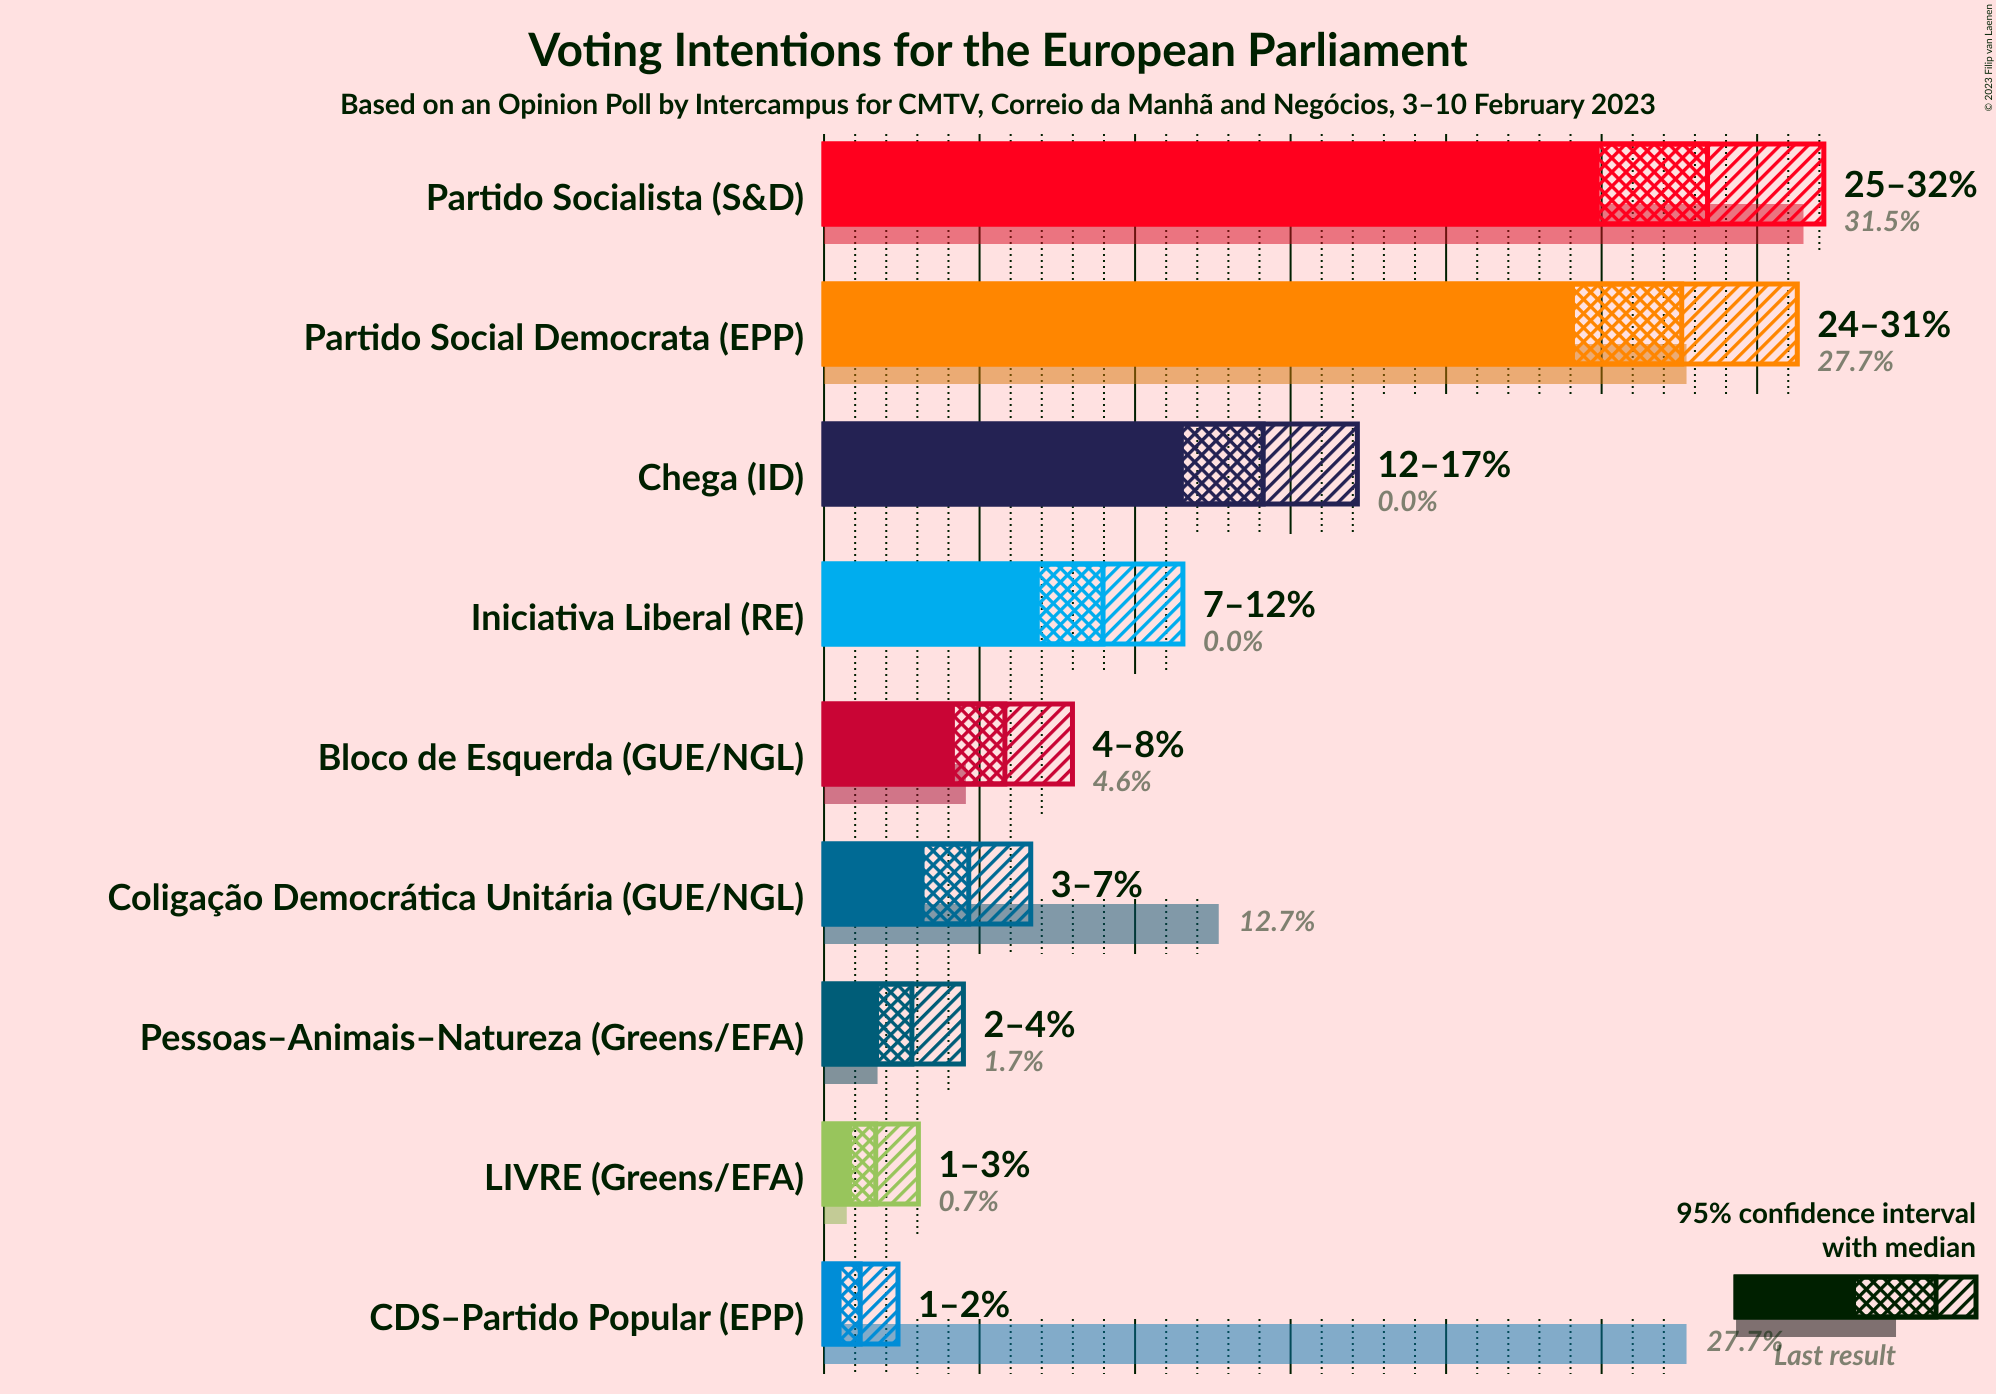 © 2023 Filip van Laenen
Voting Intentions for the European Parliament
Based on an Opinion Poll by Intercampus for CMTV, Correio da Manhã and Negócios, 3–10 February 2023
Partido Socialista (S&D)
25–32%
31.5%
Partido Social Democrata (EPP)
24–31%
27.7%
Chega (ID)
12–17%
0.0%
Iniciativa Liberal (RE)
7–12%
0.0%
Bloco de Esquerda (GUE/NGL)
4–8%
4.6%
Coligação Democrática Unitária (GUE/NGL)
3–7%
12.7%
Pessoas–Animais–Natureza (Greens/EFA)
2–4%
1.7%
LIVRE (Greens/EFA)
1–3%
0.7%
CDS–Partido Popular (EPP)
1–2%
27.7%
95% confidence interval
with median
Last result